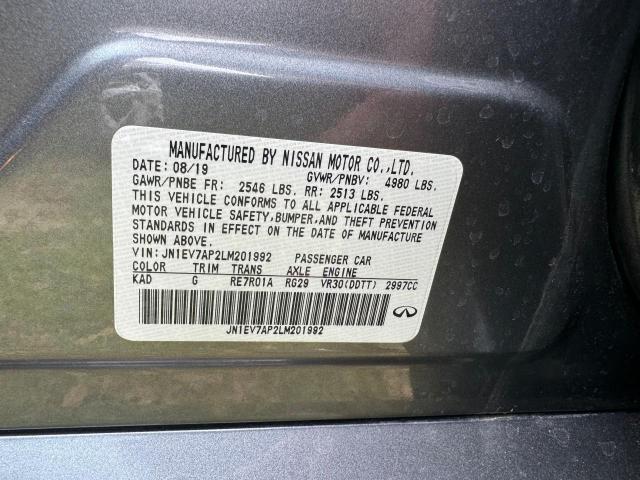 MANUFACTURED BY NISSAN MOTOR CO.,LTD.
DATE: 08/19 GVWR/PNBV: 4980 LBS.
GAWR/PNBE FR: 2546 LBS. RR: 2513 LBS.
THIS VEHICLE CONFORMS TO ALL APPLICABLE FEDERAL
MOTOR VEHICLE SAFETY,BUMPER,AND THEFT PREVENTION
STANDARDS IN EFFECT ON THE DATE OF MANUFACTURE
SHOWN ABOVE.
VIN: JN1EV7AP2LM201992 PASSENGER CAR
COLOR TRIM TRANS AXLE ENGINE
KAD G RE7R01A RG29 VR30(DDTT) 2997CC
JN1EV7AP2LM201992